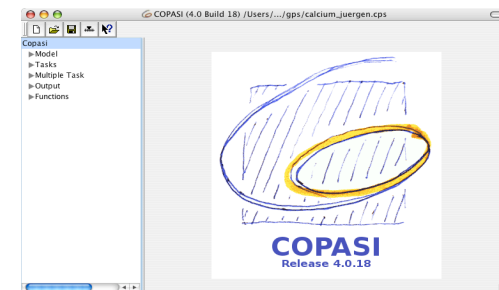 COPASI (4.0 Build 18) /Users/.../gps/calcium_juergen.cps
Copasi
Model
Tasks
Multiple Task
Output
Functions
COPASI
Release 4.0.18